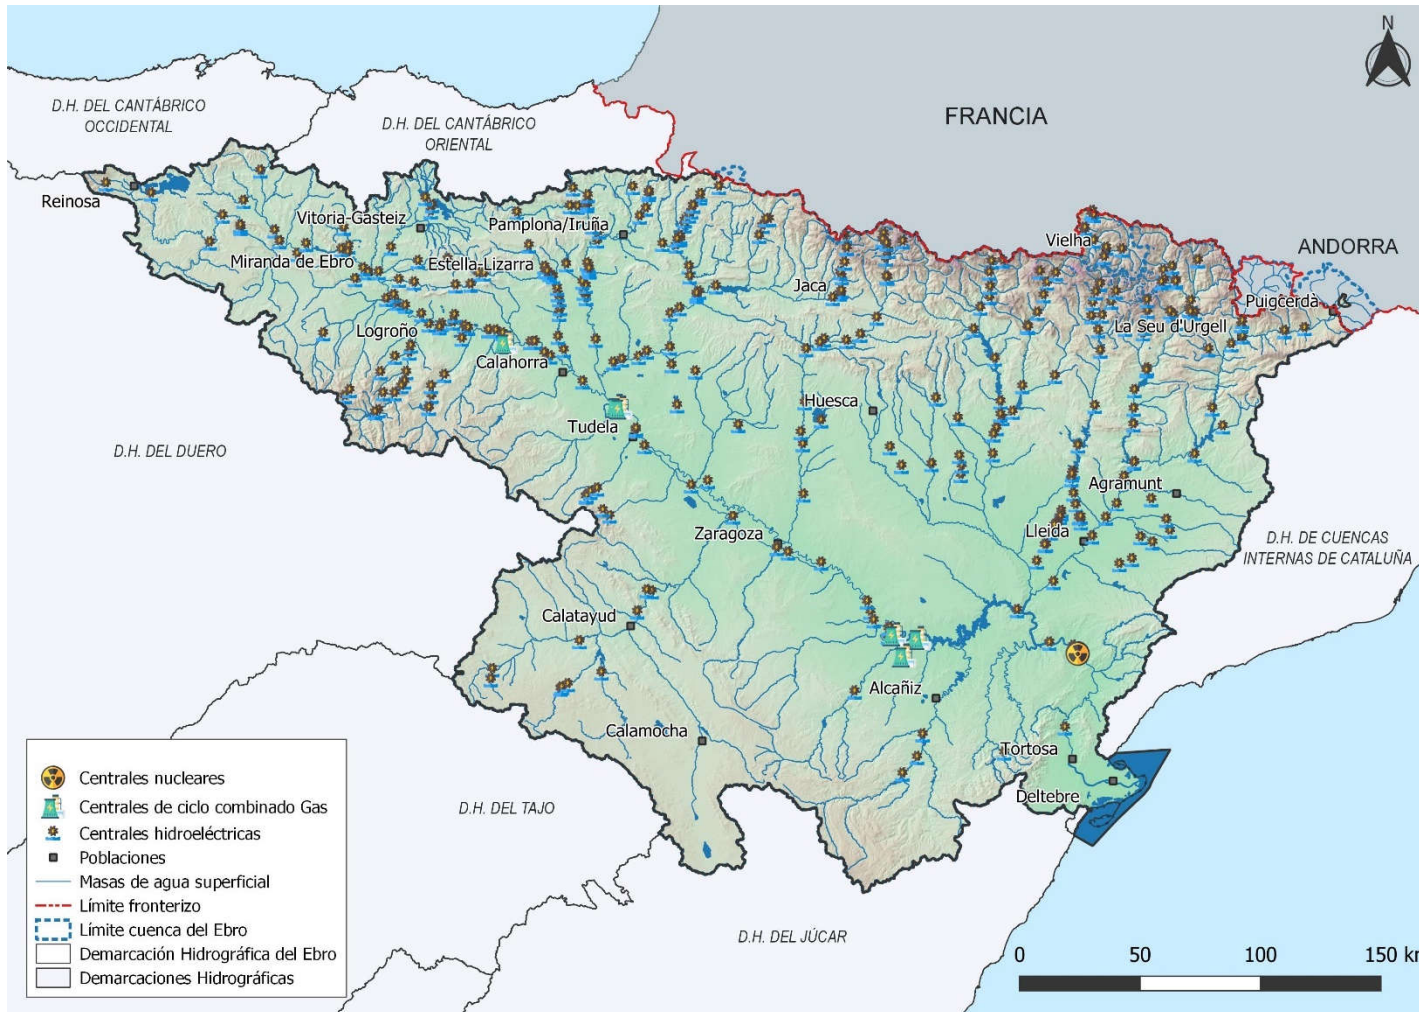 N
D.H. DEL CANTÁBRICO
OCCIDENTAL
D.H. DEL CANTÁBRICO
ORIENTAL
FRANCIA
Reinosa
Vitoria-Gasteiz
Pamplona/Iruña
Vielha
ANDORRA
Miranda de Ebro
Estella-Lizarra
Jaca
Puigcerdà
Logroño
La Seu d'Urgell
Calahorra
Huesca
Tudela
D.H. DEL DUERO
Agramunt
Zaragoza
Lleida
D.H. DE CUENCAS
INTERNAS DE CATALUÑA
Calatayud
Alcañiz
Calamocha
Tortosa
Deltebre
D.H. DEL TAJO
D.H. DEL JÚCAR
Centrales nucleares
Centrales de ciclo combinado Gas
Centrales hidroeléctricas
Poblaciones
Masas de agua superficial
Límite fronterizo
Límite cuenca del Ebro
Demarcación Hidrográfica del Ebro
Demarcaciones Hidrográficas
0 50 100 150 km